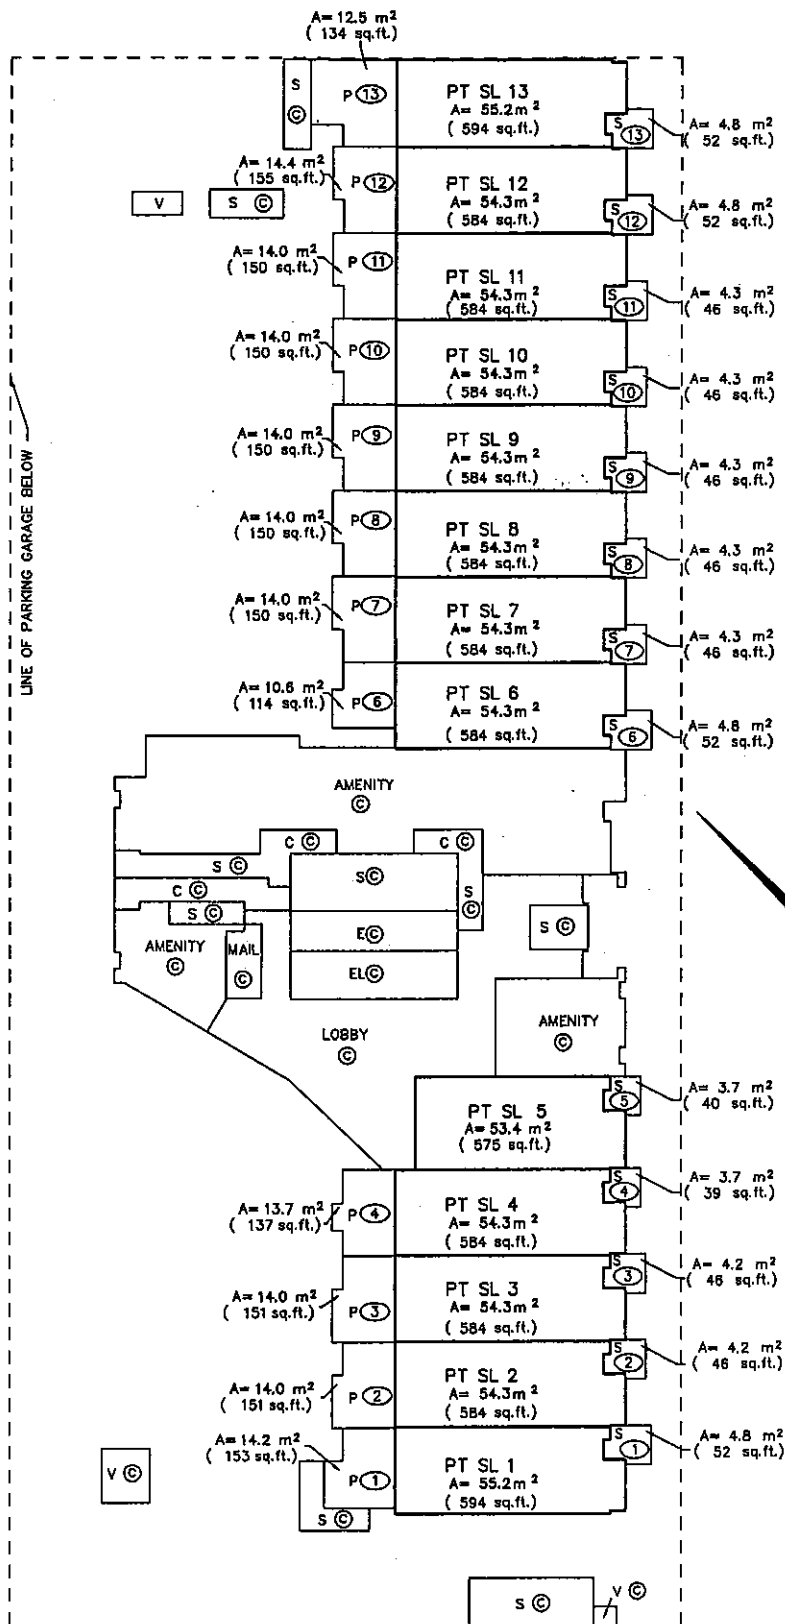 A= 12.5 m²
( 134 sq.ft.)
S
Ⓒ
P 13
PT SL 13
A= 55.2m²
( 594 sq.ft.)
S
13
A= 4.8 m²
( 52 sq.ft.)
A= 14.4 m²
( 155 sq.ft.)
V
S Ⓒ
P 12
PT SL 12
A= 54.3m²
( 584 sq.ft.)
S
12
A= 4.8 m²
( 52 sq.ft.)
A= 14.0 m²
( 150 sq.ft.)
P 11
PT SL 11
A= 54.3m²
( 584 sq.ft.)
S
11
A= 4.3 m²
( 46 sq.ft.)
A= 14.0 m²
( 150 sq.ft.)
P 10
PT SL 10
A= 54.3m²
( 584 sq.ft.)
S
10
A= 4.3 m²
( 46 sq.ft.)
A= 14.0 m²
( 150 sq.ft.)
P 9
PT SL 9
A= 54.3m²
( 584 sq.ft.)
S
9
A= 4.3 m²
( 46 sq.ft.)
LINE OF PARKING GARAGE BELOW
A= 14.0 m²
( 150 sq.ft.)
P 8
PT SL 8
A= 54.3m²
( 584 sq.ft.)
S
8
A= 4.3 m²
( 46 sq.ft.)
A= 14.0 m²
( 150 sq.ft.)
P 7
PT SL 7
A= 54.3m²
( 584 sq.ft.)
S
7
A= 4.3 m²
( 46 sq.ft.)
A= 10.6 m²
( 114 sq.ft.)
P 6
PT SL 6
A= 54.3m²
( 584 sq.ft.)
S
6
A= 4.8 m²
( 52 sq.ft.)
AMENITY
Ⓒ
C Ⓒ
C Ⓒ
S Ⓒ
S Ⓒ
C Ⓒ
S
Ⓒ
S Ⓒ
E Ⓒ
S Ⓒ
AMENITY
Ⓒ
MAIL
Ⓒ
EL Ⓒ
LOBBY
Ⓒ
AMENITY
Ⓒ
PT SL 5
A= 53.4 m²
( 575 sq.ft.)
S
5
A= 3.7 m²
( 40 sq.ft.)
A= 13.7 m²
( 137 sq.ft.)
P 4
PT SL 4
A= 54.3m²
( 584 sq.ft.)
S
4
A= 3.7 m²
( 39 sq.ft.)
A= 14.0 m²
( 151 sq.ft.)
P 3
PT SL 3
A= 54.3m²
( 584 sq.ft.)
S
3
A= 4.2 m²
( 46 sq.ft.)
A= 14.0 m²
( 151 sq.ft.)
P 2
PT SL 2
A= 54.3m²
( 584 sq.ft.)
S
2
A= 4.2 m²
( 46 sq.ft.)
A= 14.2 m²
( 153 sq.ft.)
P 1
PT SL 1
A= 55.2m²
( 594 sq.ft.)
S
1
A= 4.8 m²
( 52 sq.ft.)
V Ⓒ
S Ⓒ
S Ⓒ
V Ⓒ